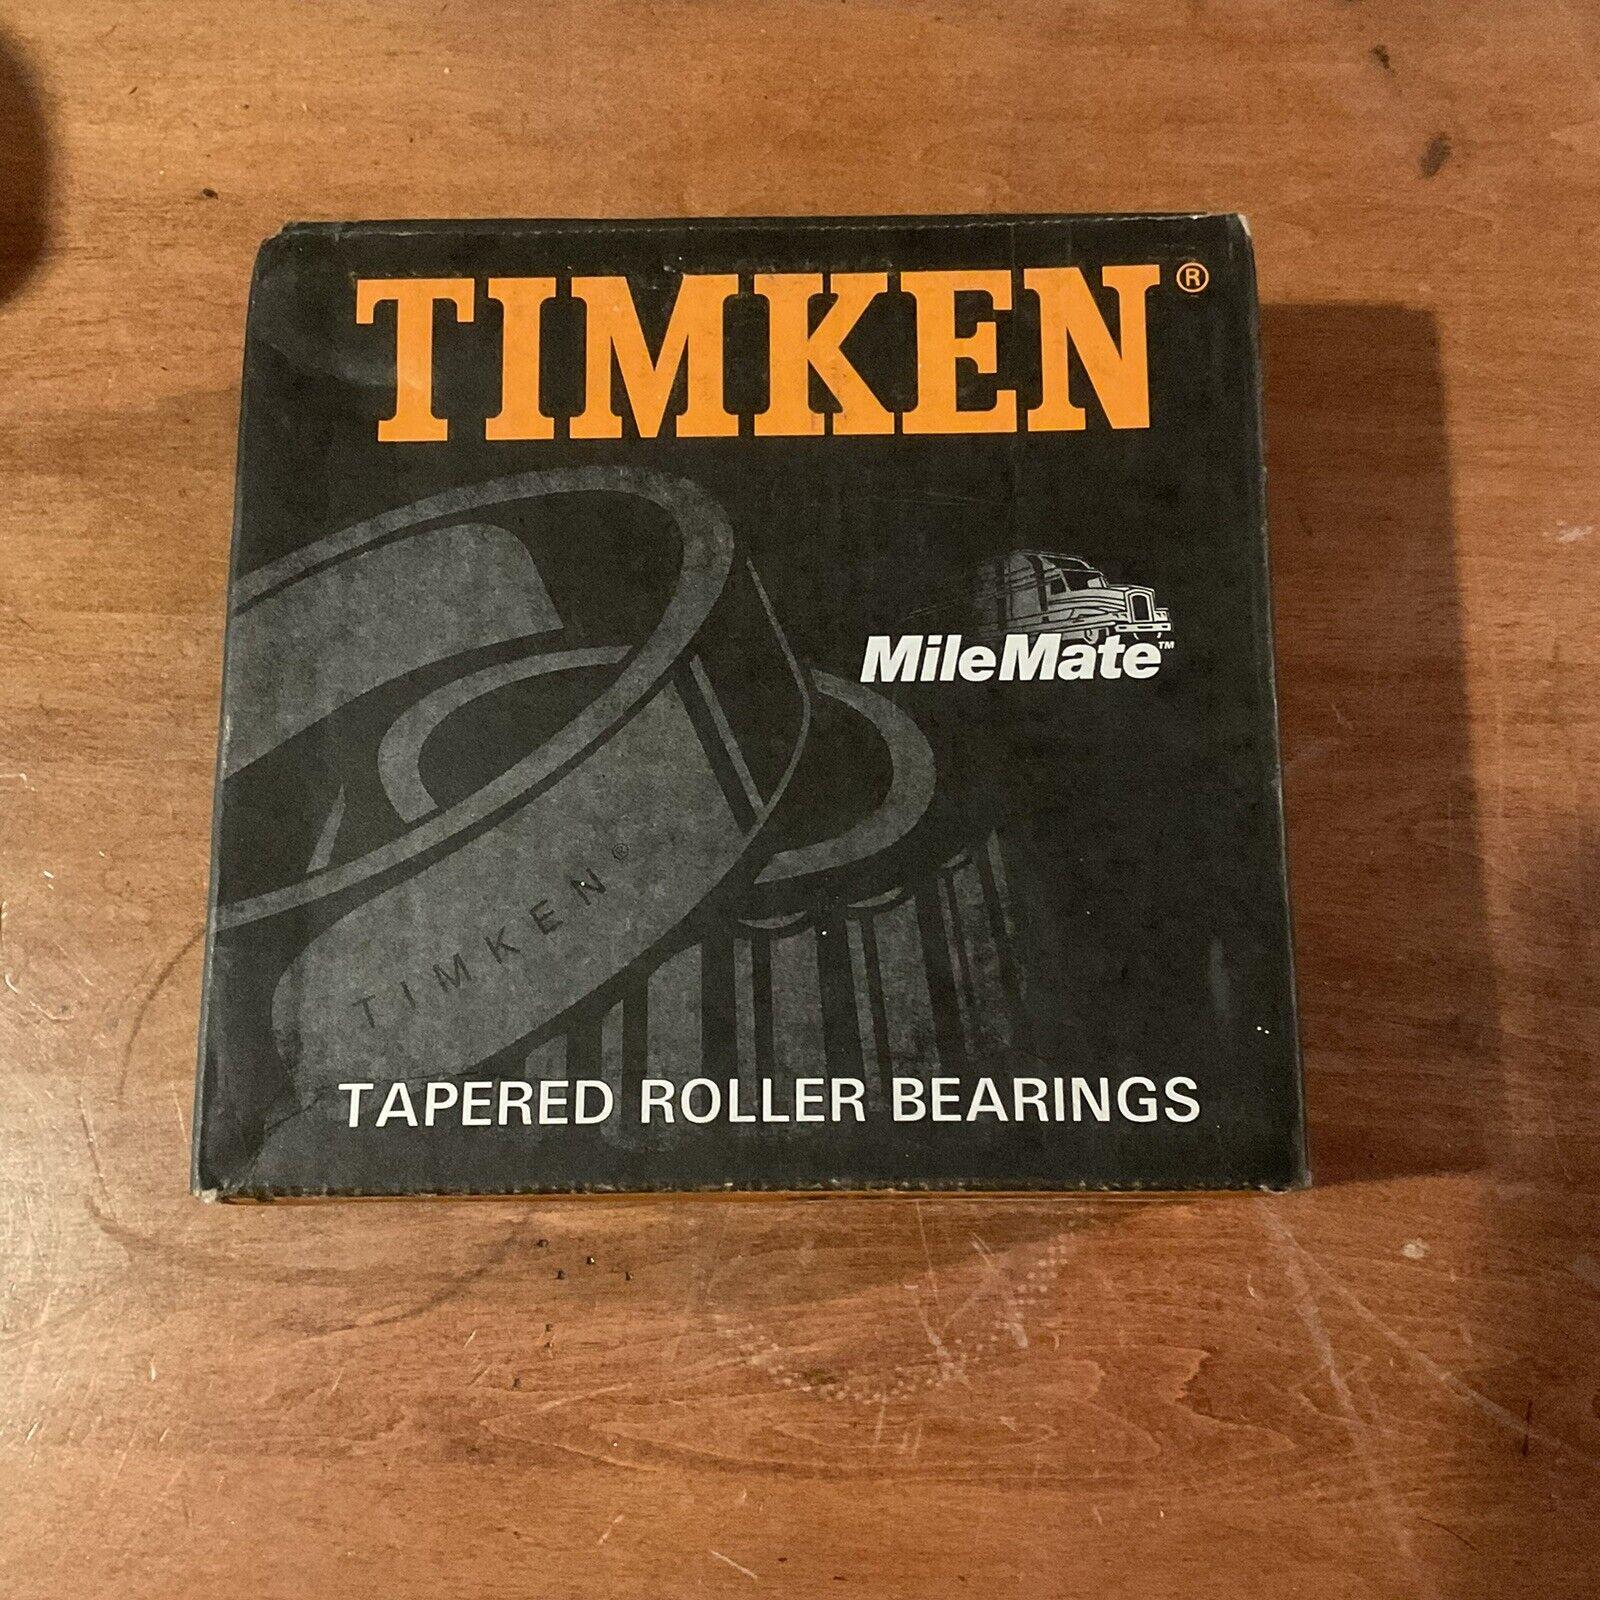 TIMKEN®
MileMate™
TIMKEN®
TAPERED ROLLER BEARINGS